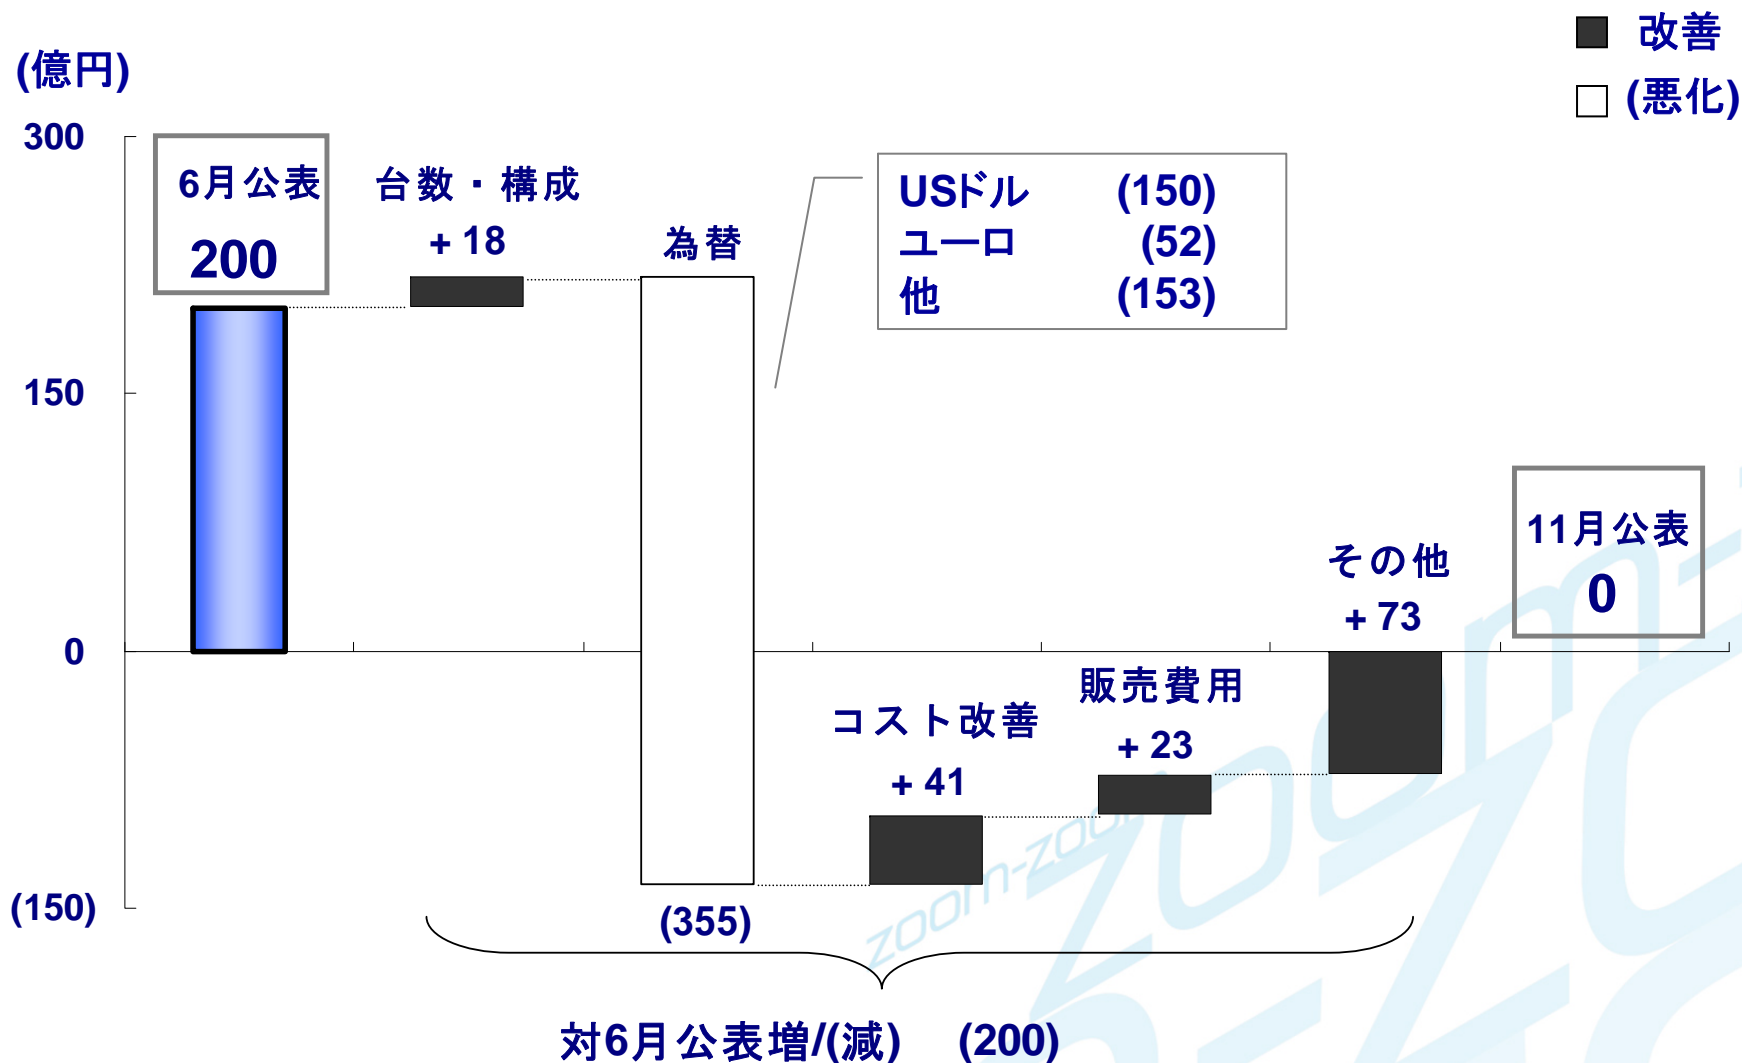 改善
(悪化)
(億円)
300
150
0
(150)
6月公表
200
台数・構成
+ 18
為替
(355)
USドル (150)
ユーロ (52)
他 (153)
コスト改善
+ 41
販売費用
+ 23
その他
+ 73
11月公表
0
zoom-zoom
対6月公表増/(減) (200)